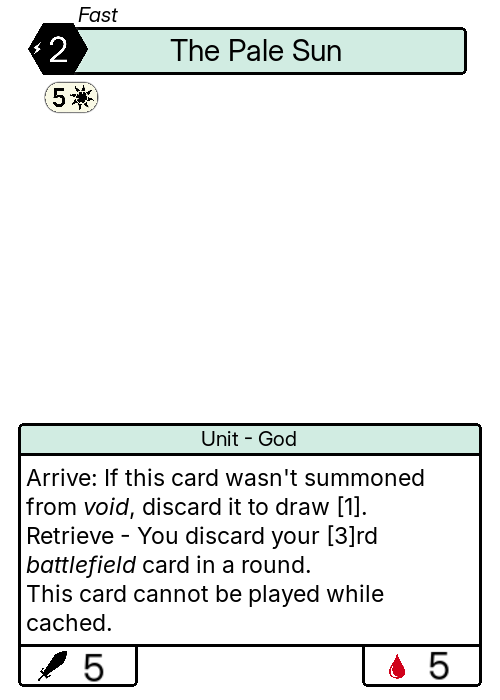 Fast
2
The Pale Sun
5
Unit - God
Arrive: If this card wasn't summoned
from void, discard it to draw [1].
Retrieve - You discard your [3]rd
battlefield card in a round.
This card cannot be played while
cached.
5
5